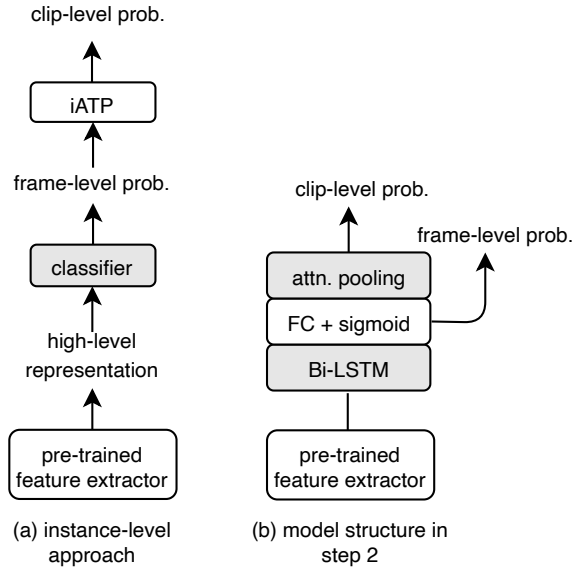 clip-level prob.
iATP
frame-level prob.
classifier
high-level
representation
pre-trained
feature extractor
(a) instance-level
approach
clip-level prob.
frame-level prob.
attn. pooling
FC + sigmoid
Bi-LSTM
pre-trained
feature extractor
(b) model structure in
step 2